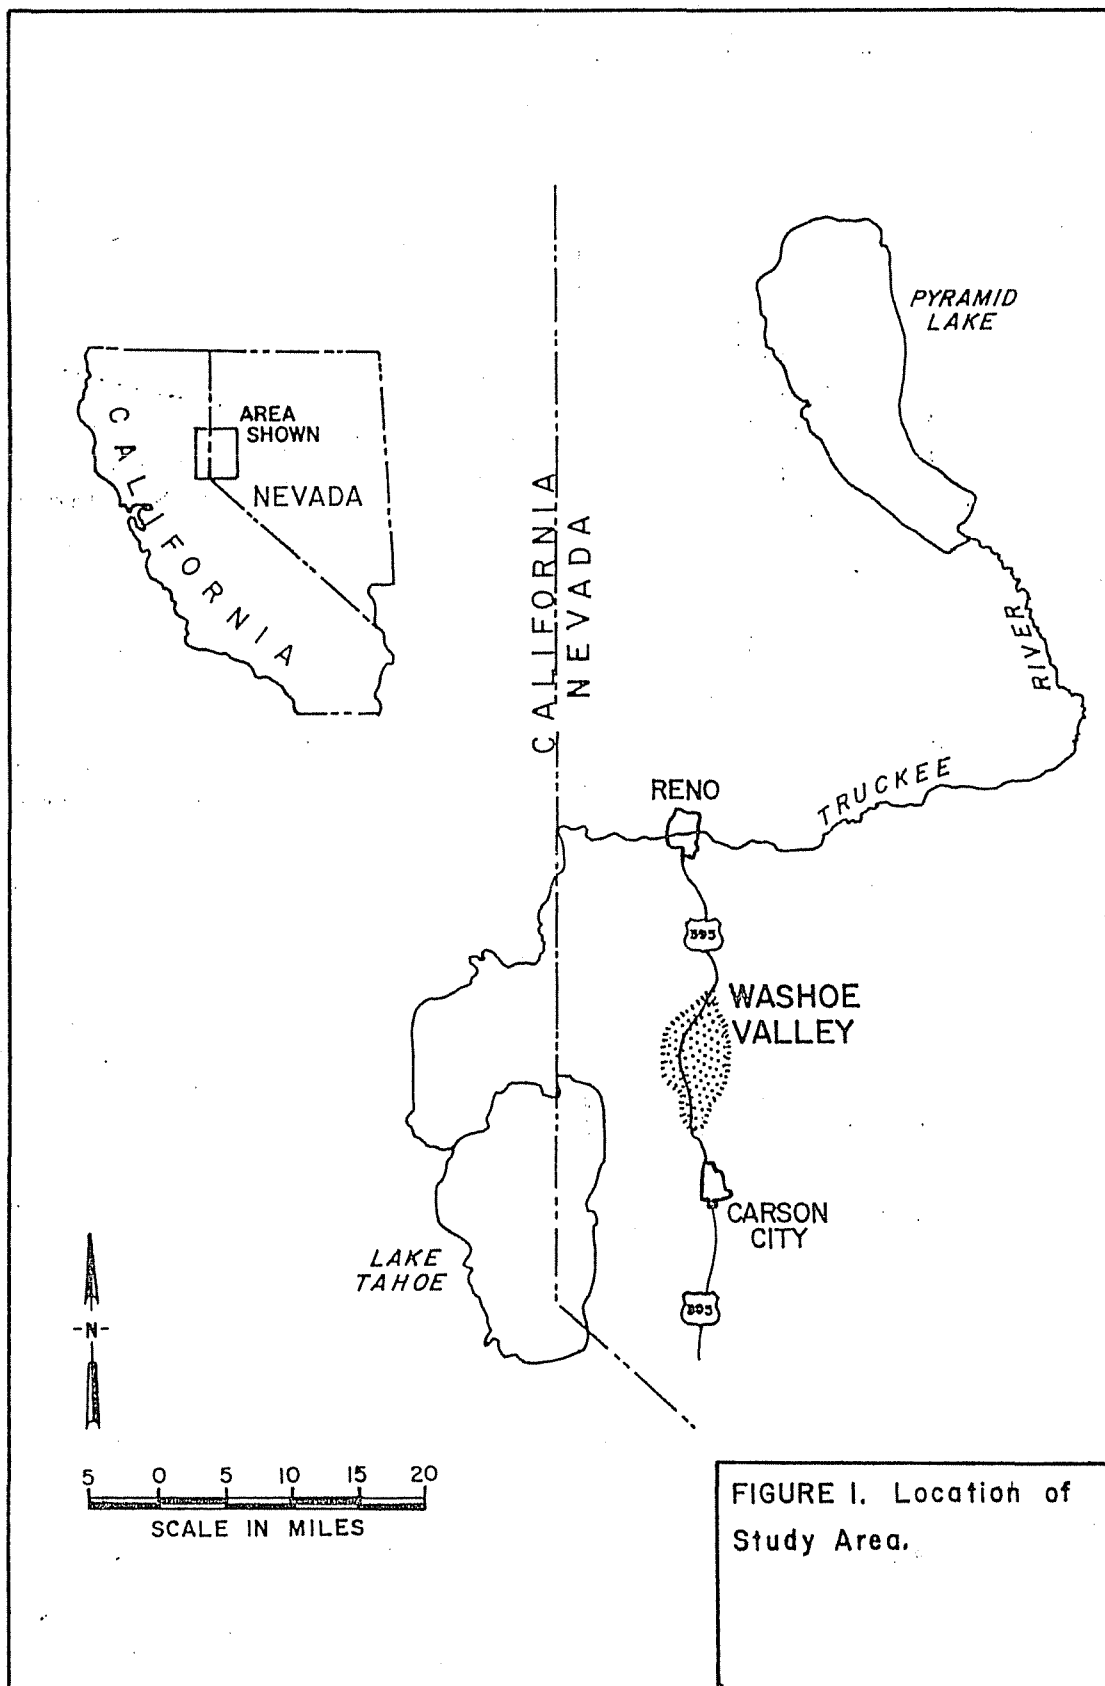 PYRAMID
LAKE
AREA
SHOWN
NEVADA
CALIFORNIA
CALIFORNIA
NEVADA
RIVER
TRUCKEE
RENO
395
WASHOE
VALLEY
CARSON
CITY
LAKE
TAHOE
395
-N-
5 0 5 10 15 20
SCALE IN MILES
FIGURE 1. Location of
Study Area.